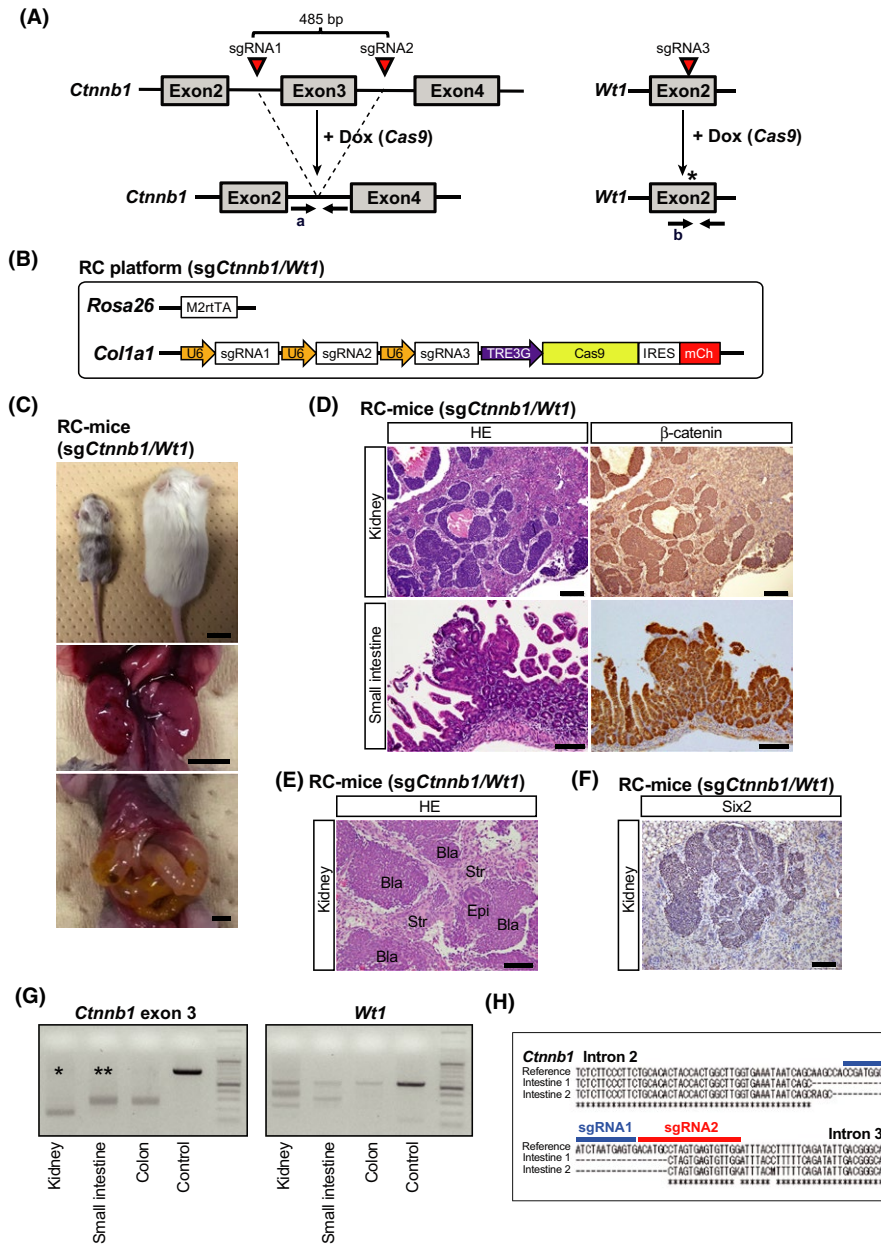 (A)
485 bp
sgRNA1
sgRNA2
sgRNA3
Ctnnb1
Exon2
Exon3
Exon4
Wt1
Exon2
+ Dox (Cas9)
+ Dox (Cas9)
*
Ctnnb1
Exon2
Exon4
Wt1
Exon2
a
b
(B)
RC platform (sgCtnnb1/Wt1)
Rosa26
M2rtTA
Col1a1
U6
sgRNA1
U6
sgRNA2
U6
sgRNA3
TRE3G
Cas9
IRES
mCh
(C)
RC-mice
(sgCtnnb1/Wt1)
(D)
RC-mice (sgCtnnb1/Wt1)
HE
β-catenin
Kidney
Small intestine
(E)
RC-mice (sgCtnnb1/Wt1)
HE
Kidney
Bla
Bla
Str
Epi
Bla
Str
Bla
(F)
RC-mice (sgCtnnb1/Wt1)
Six2
Kidney
(G)
Ctnnb1 exon 3
Wt1
*
**
Kidney
Small intestine
Colon
Control
Kidney
Small intestine
Colon
Control
(H)
Ctnnb1 Intron 2
Reference
Intestine 1
Intestine 2
sgRNA1
sgRNA2
Intron 3
Reference
Intestine 1
Intestine 2